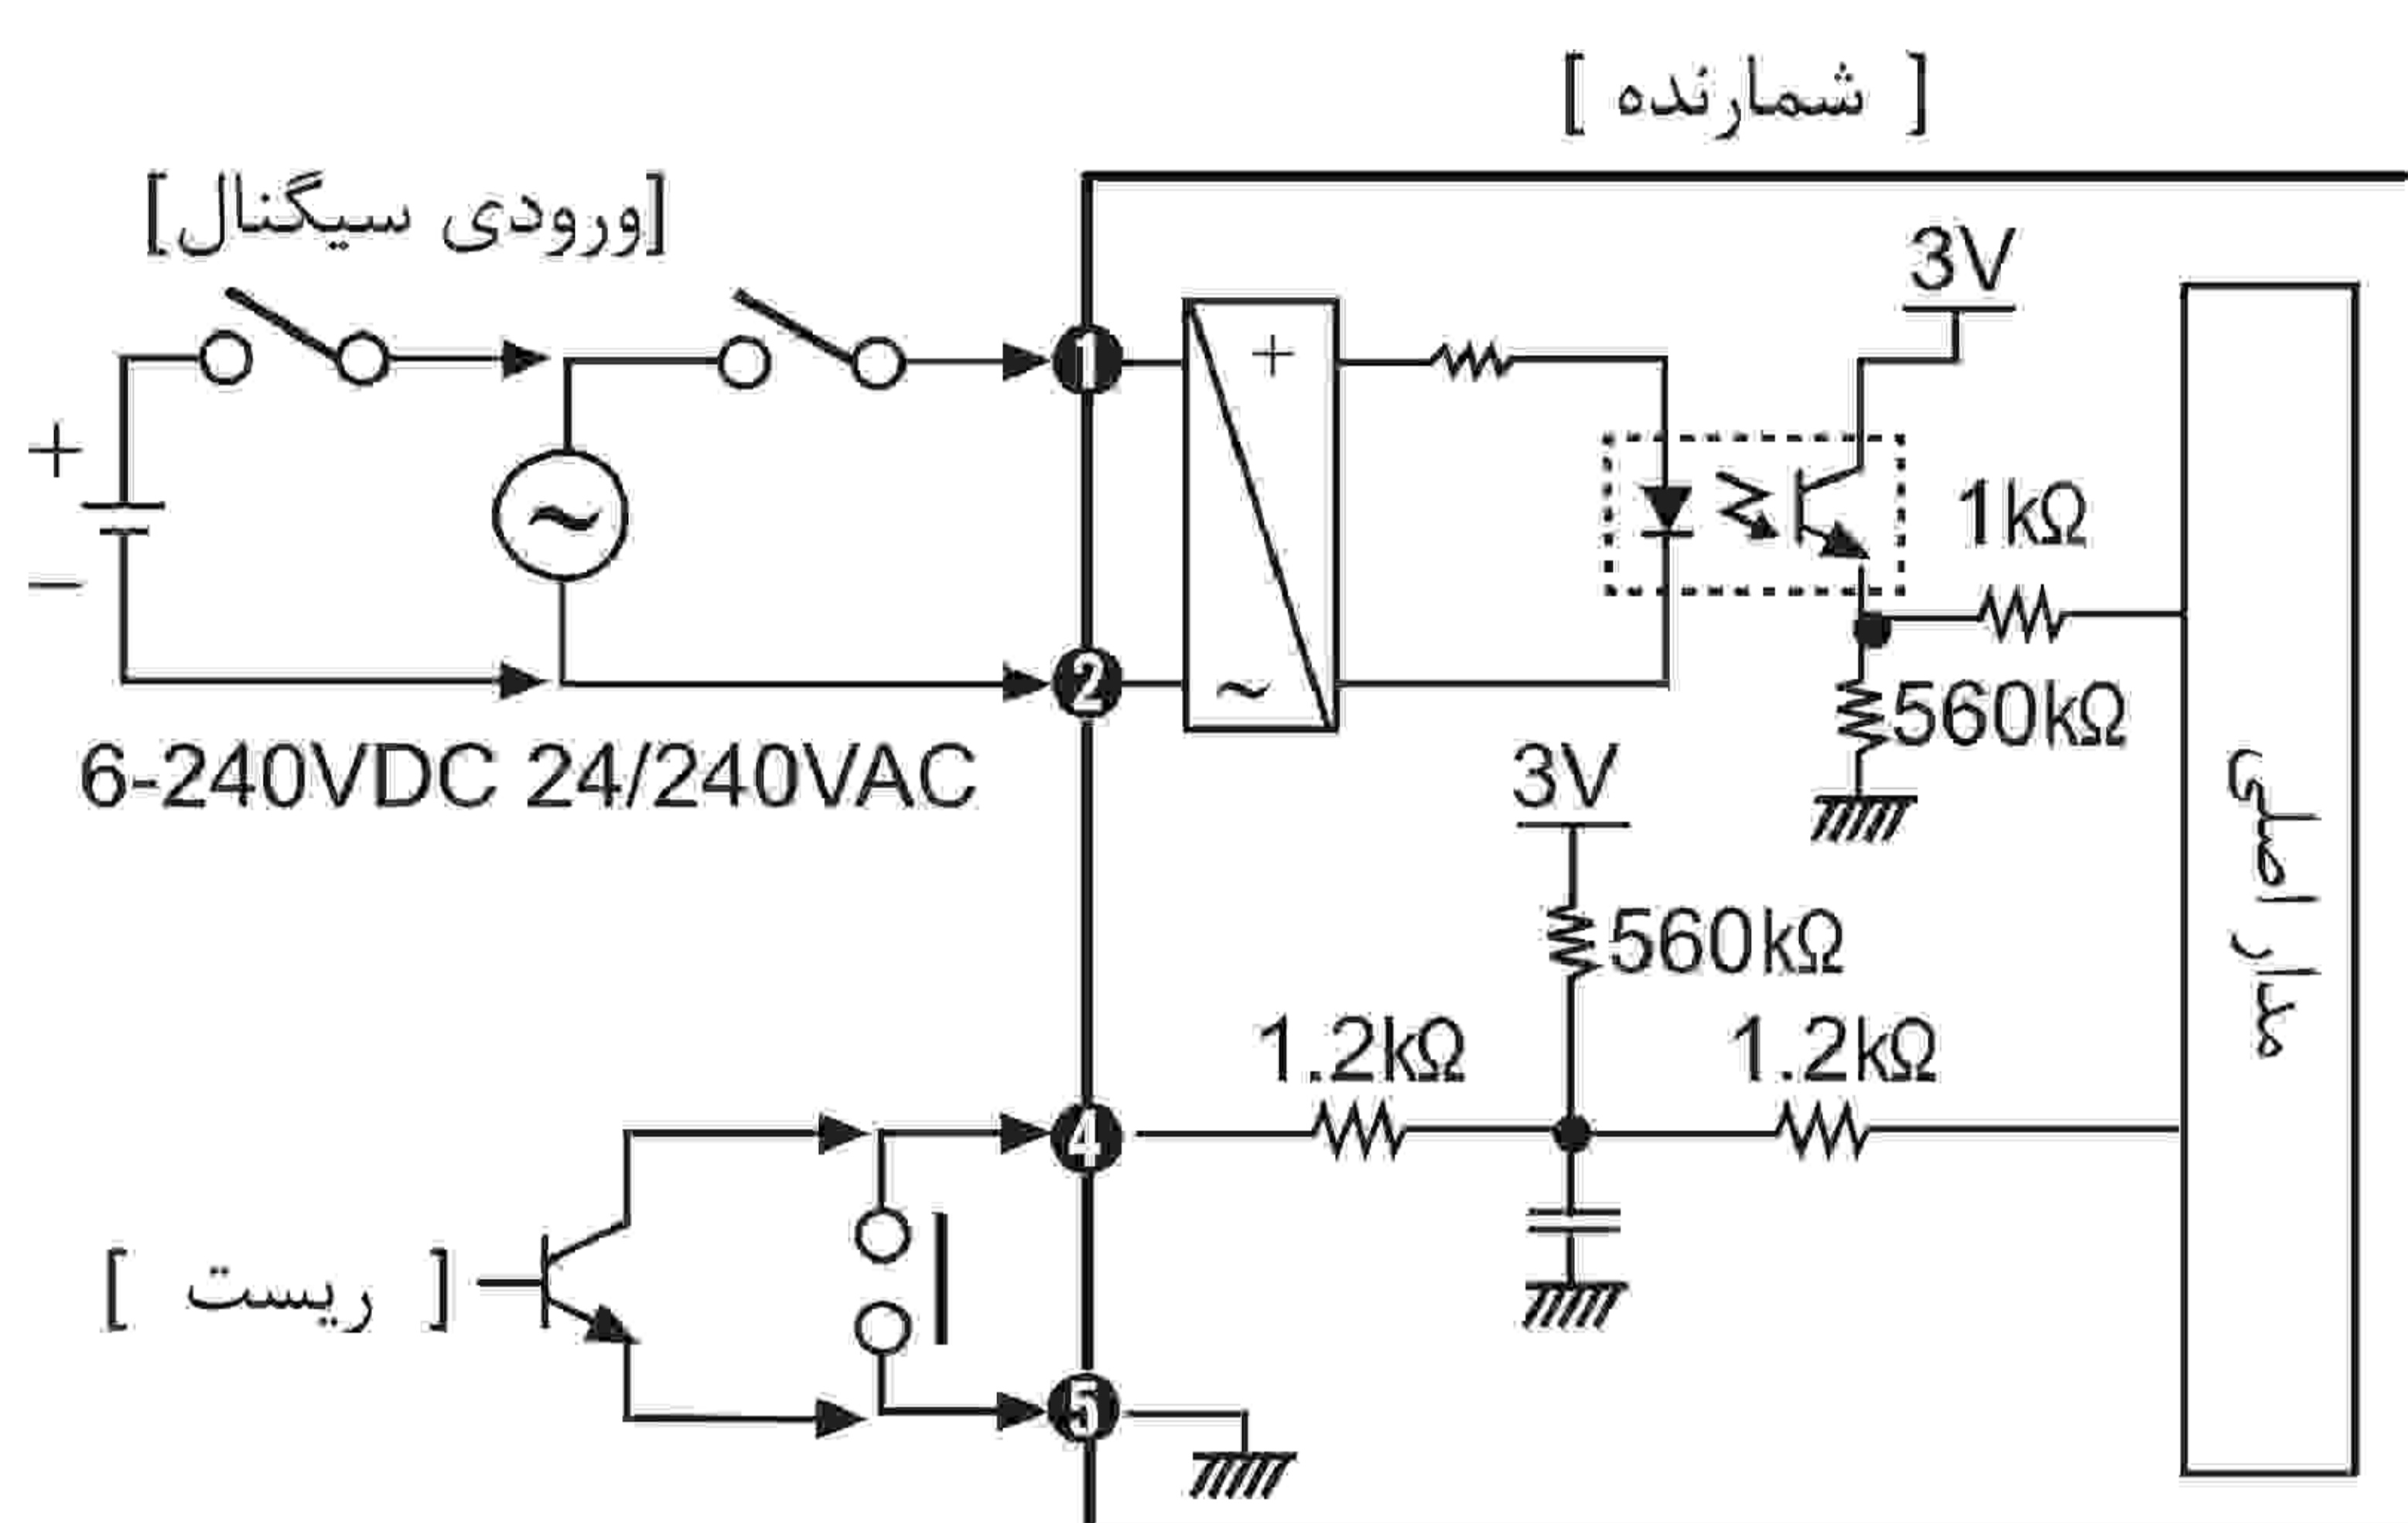 [ شمارنده ]
[ورودی سیگنال]
3V
+
1
+
~
1kΩ
−
2
~
560kΩ
6-240VDC 24/240VAC
3V
مدار اصلی
560kΩ
1.2kΩ
1.2kΩ
4
[ ریست ]
5